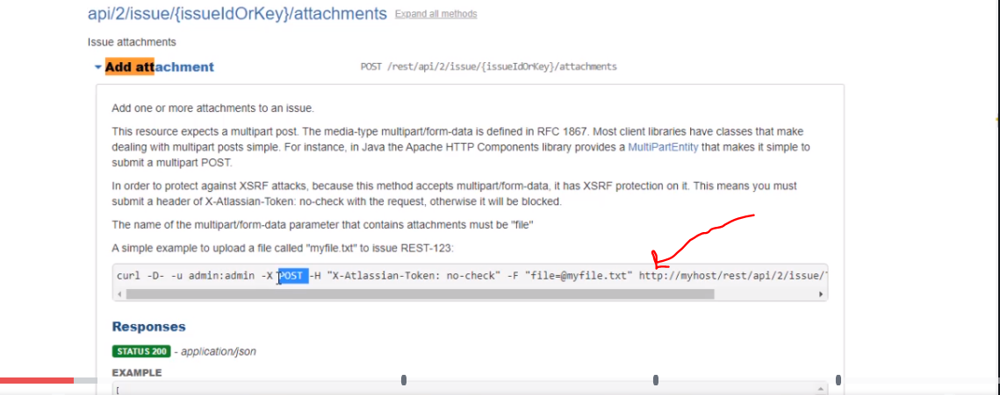 api/2/issue/{issueIdOrKey}/attachments Expand all methods
Issue attachments
Add attachment POST /rest/api/2/issue/{issueIdOrKey}/attachments
Add one or more attachments to an issue.
This resource expects a multipart post. The media-type multipart/form-data is defined in RFC 1867. Most client libraries have classes that make
dealing with multipart posts simple. For instance, in Java the Apache HTTP Components library provides a MultiPartEntity that makes it simple to
submit a multipart POST.
In order to protect against XSRF attacks, because this method accepts multipart/form-data, it has XSRF protection on it. This means you must
submit a header of X-Atlassian-Token: no-check with the request, otherwise it will be blocked.
The name of the multipart/form-data parameter that contains attachments must be "file"
A simple example to upload a file called "myfile.txt" to issue REST-123:
curl -D- -u admin:admin -X POST -H "X-Atlassian-Token: no-check" -F "file=@myfile.txt" http://myhost/rest/api/2/issue/
Responses
STATUS 200 - application/json
EXAMPLE
[